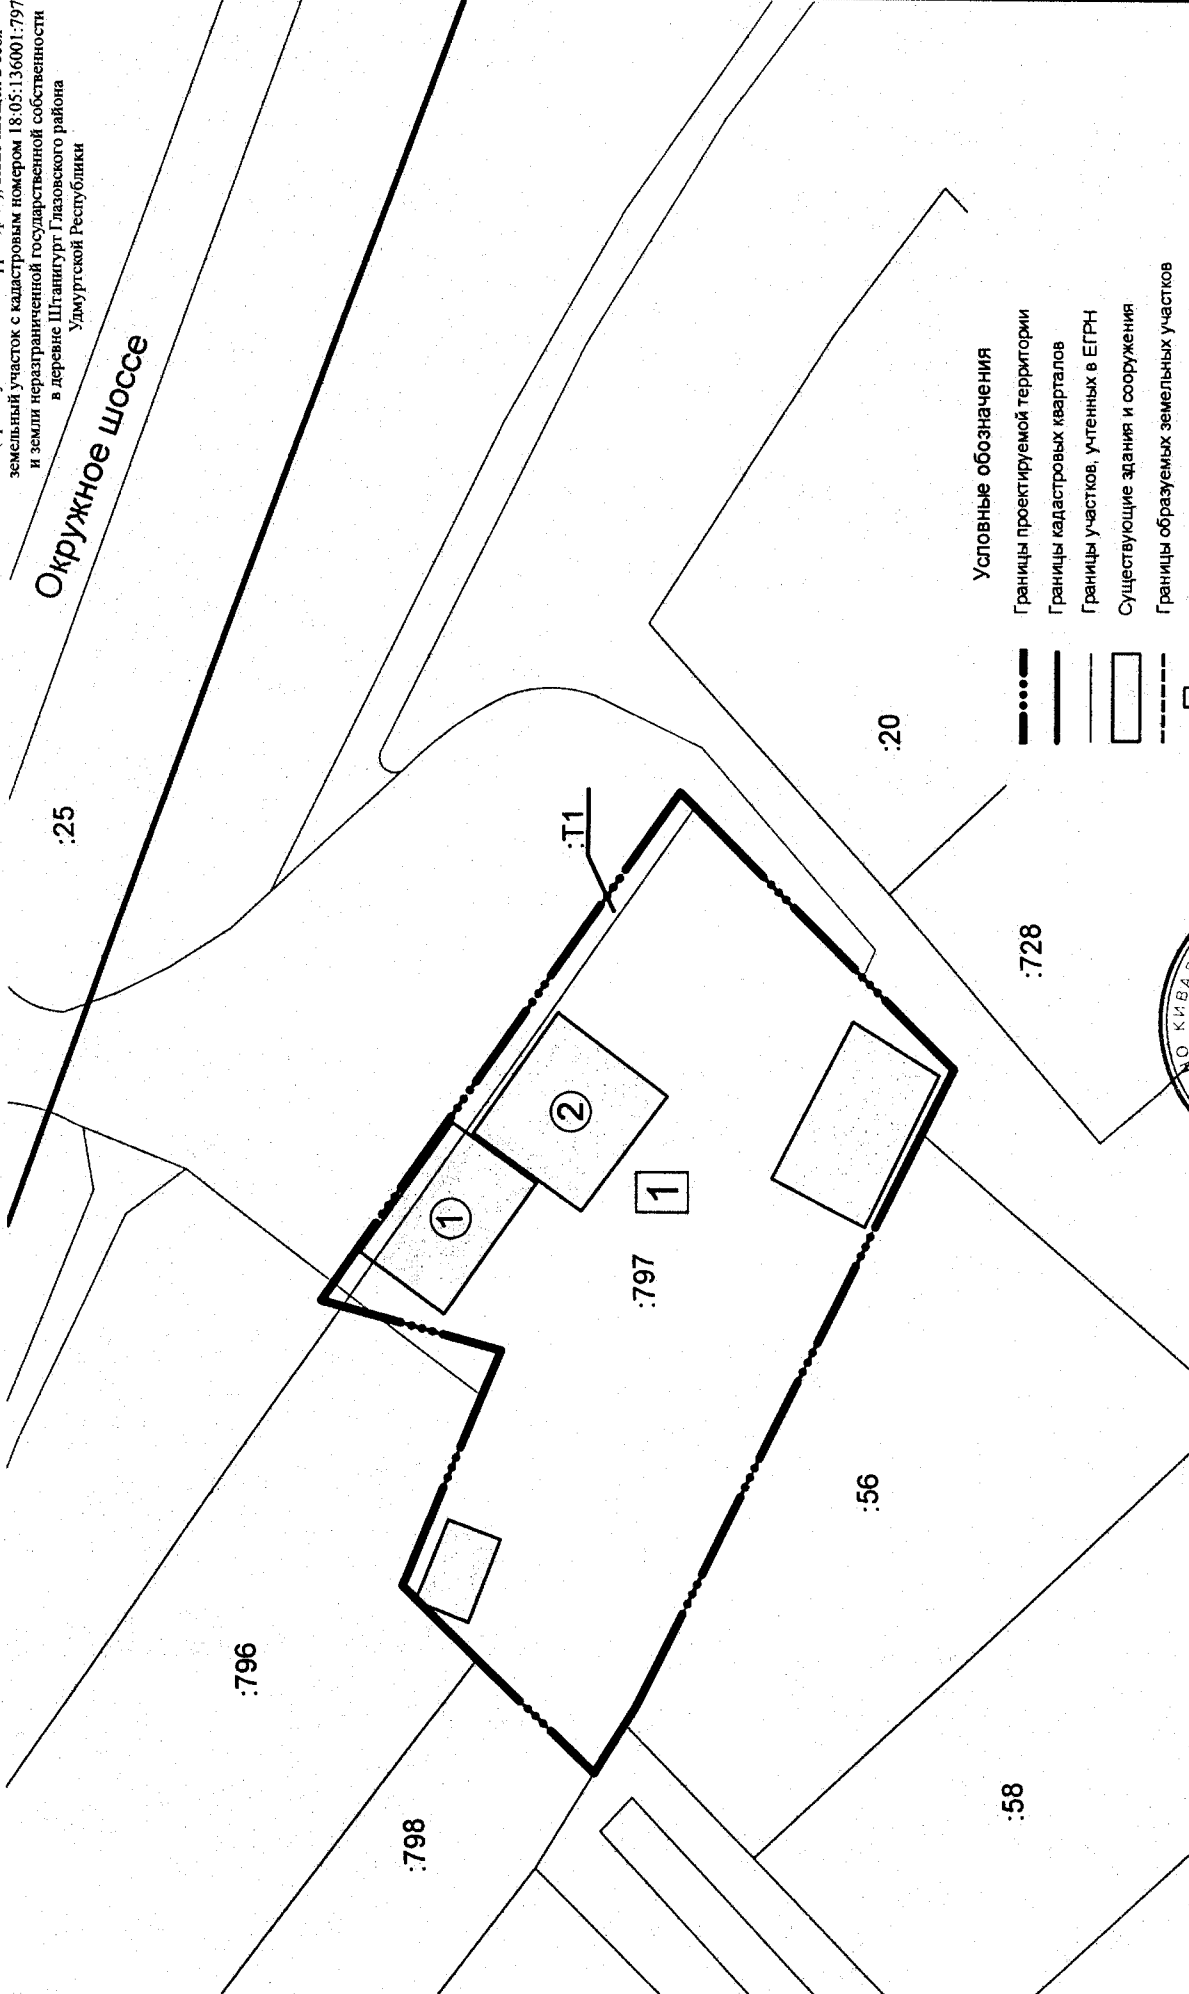 земельный участок с кадастровым номером 18:05:136001:797
и земли неразграниченной государственной собственности
в деревне Штанигурт Глазовского района
Удмуртской Республики
Окружное шоссе
:25
:Т1
:20
:728
1
2
1
:797
:796
:798
:56
:58
Условные обозначения
Границы проектируемой территории
Границы кадастровых кварталов
Границы участков, учтенных в ЕГРН
Существующие здания и сооружения
Границы образуемых земельных участков